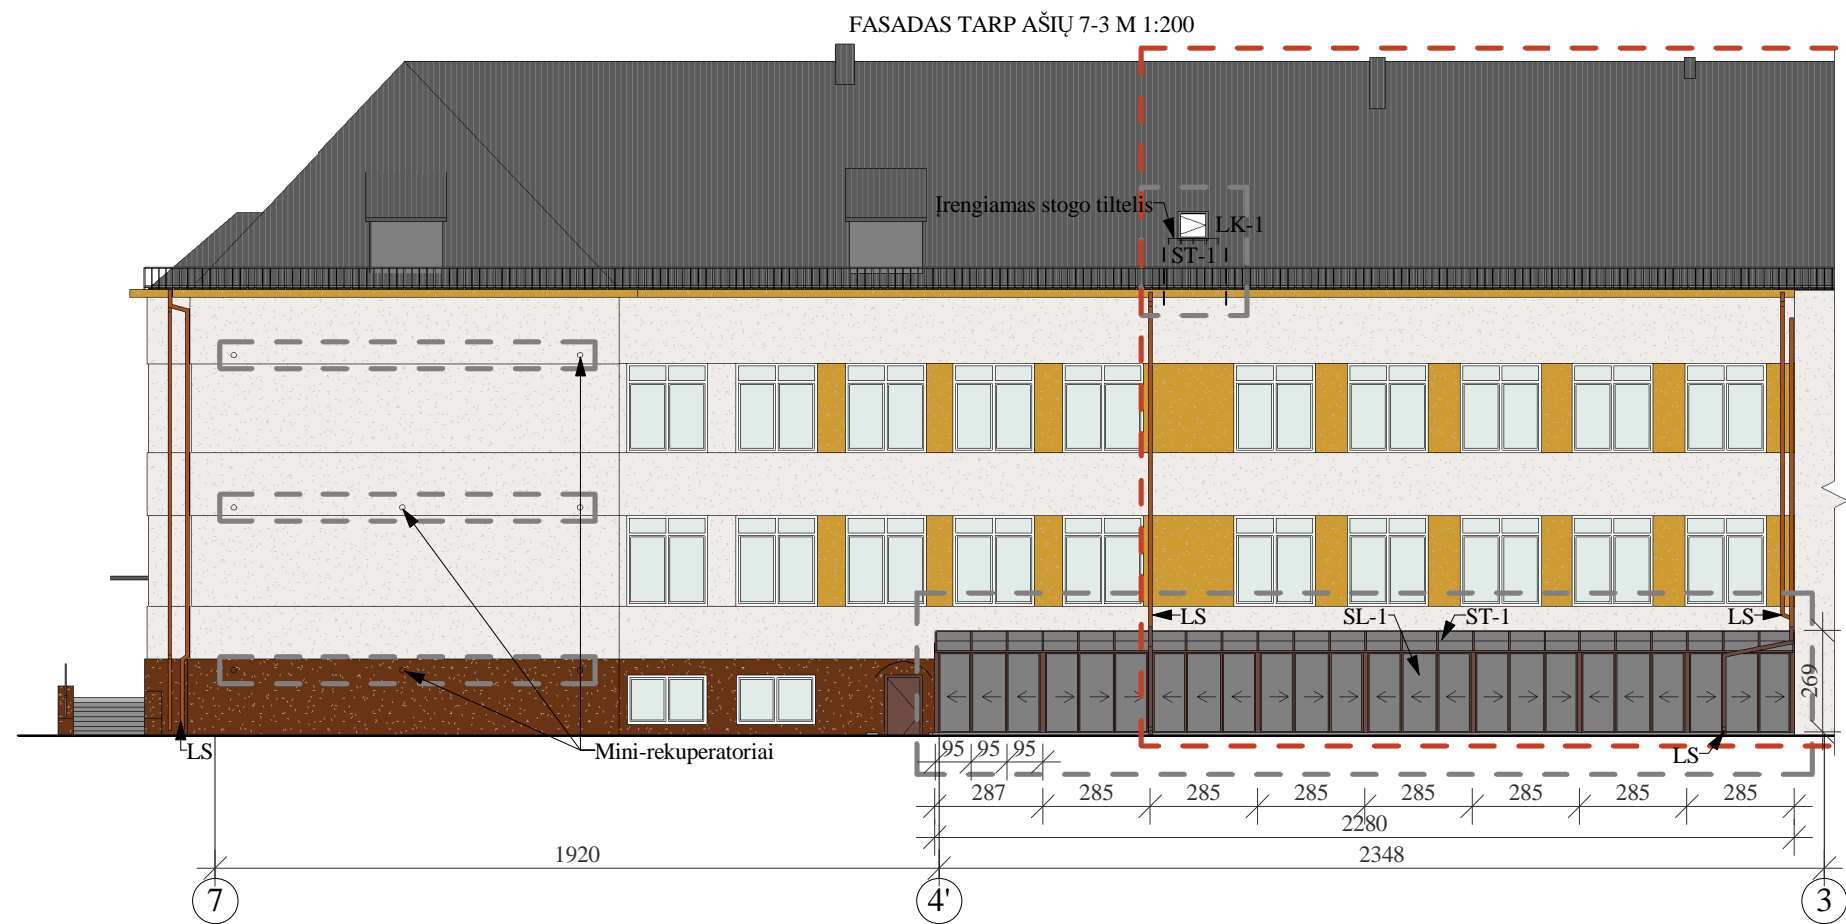 FASADAS TARP AŠIŲ 7-3 M 1:200
Įrengiamas stogo tiltelis
LK-1
ST-1
LS
SL-1
ST-1
LS
269
LS
Mini-rekuperatoriai
LS
95
95
95
287
285
285
285
285
285
285
285
2280
1920
2348
7
4'
3